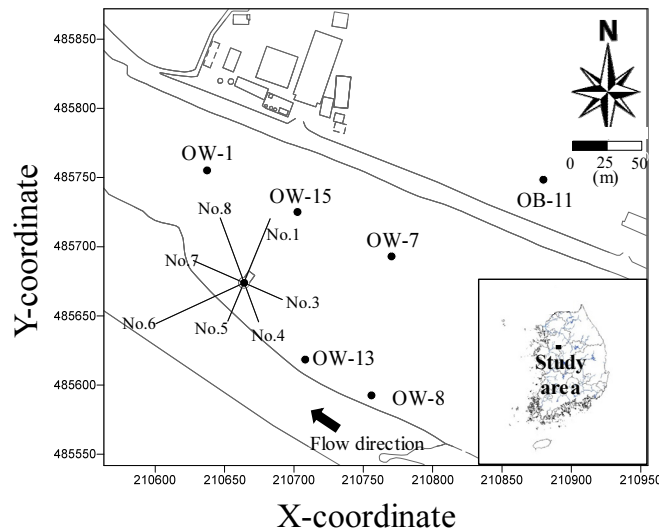 485850
485800
485750
485700
485650
485600
485550
Y-coordinate
N
0 25 50
(m)
OW-1
OW-15
OB-11
No.8
No.1
OW-7
No.7
No.3
No.6
No.5
No.4
OW-13
OW-8
Flow direction
Study
area
210600 210650 210700 210750 210800 210850 210900 210950
X-coordinate